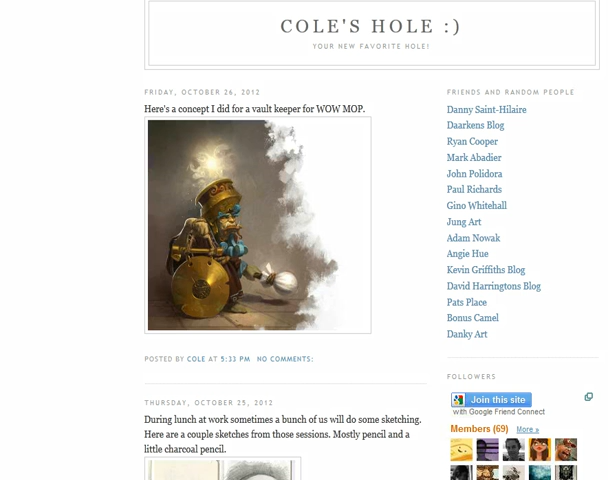 COLE'S HOLE :)
YOUR NEW FAVORITE HOLE!
FRIDAY, OCTOBER 26, 2012
Here's a concept I did for a vault keeper for WOW MOP.
POSTED BY COLE AT 5:33 PM NO COMMENTS:
THURSDAY, OCTOBER 25, 2012
During lunch at work sometimes a bunch of us will do some sketching.
Here are a couple sketches from those sessions. Mostly pencil and a
little charcoal pencil.
FRIENDS AND RANDOM PEOPLE
Danny Saint-Hilaire
Daarkens Blog
Ryan Cooper
Mark Abadier
John Polidora
Paul Richards
Gino Whitehall
Jung Art
Adam Nowak
Angie Hue
Kevin Griffiths Blog
David Harringtons Blog
Pats Place
Bonus Camel
Danky Art
FOLLOWERS
Join this site
with Google Friend Connect
Members (69) More »